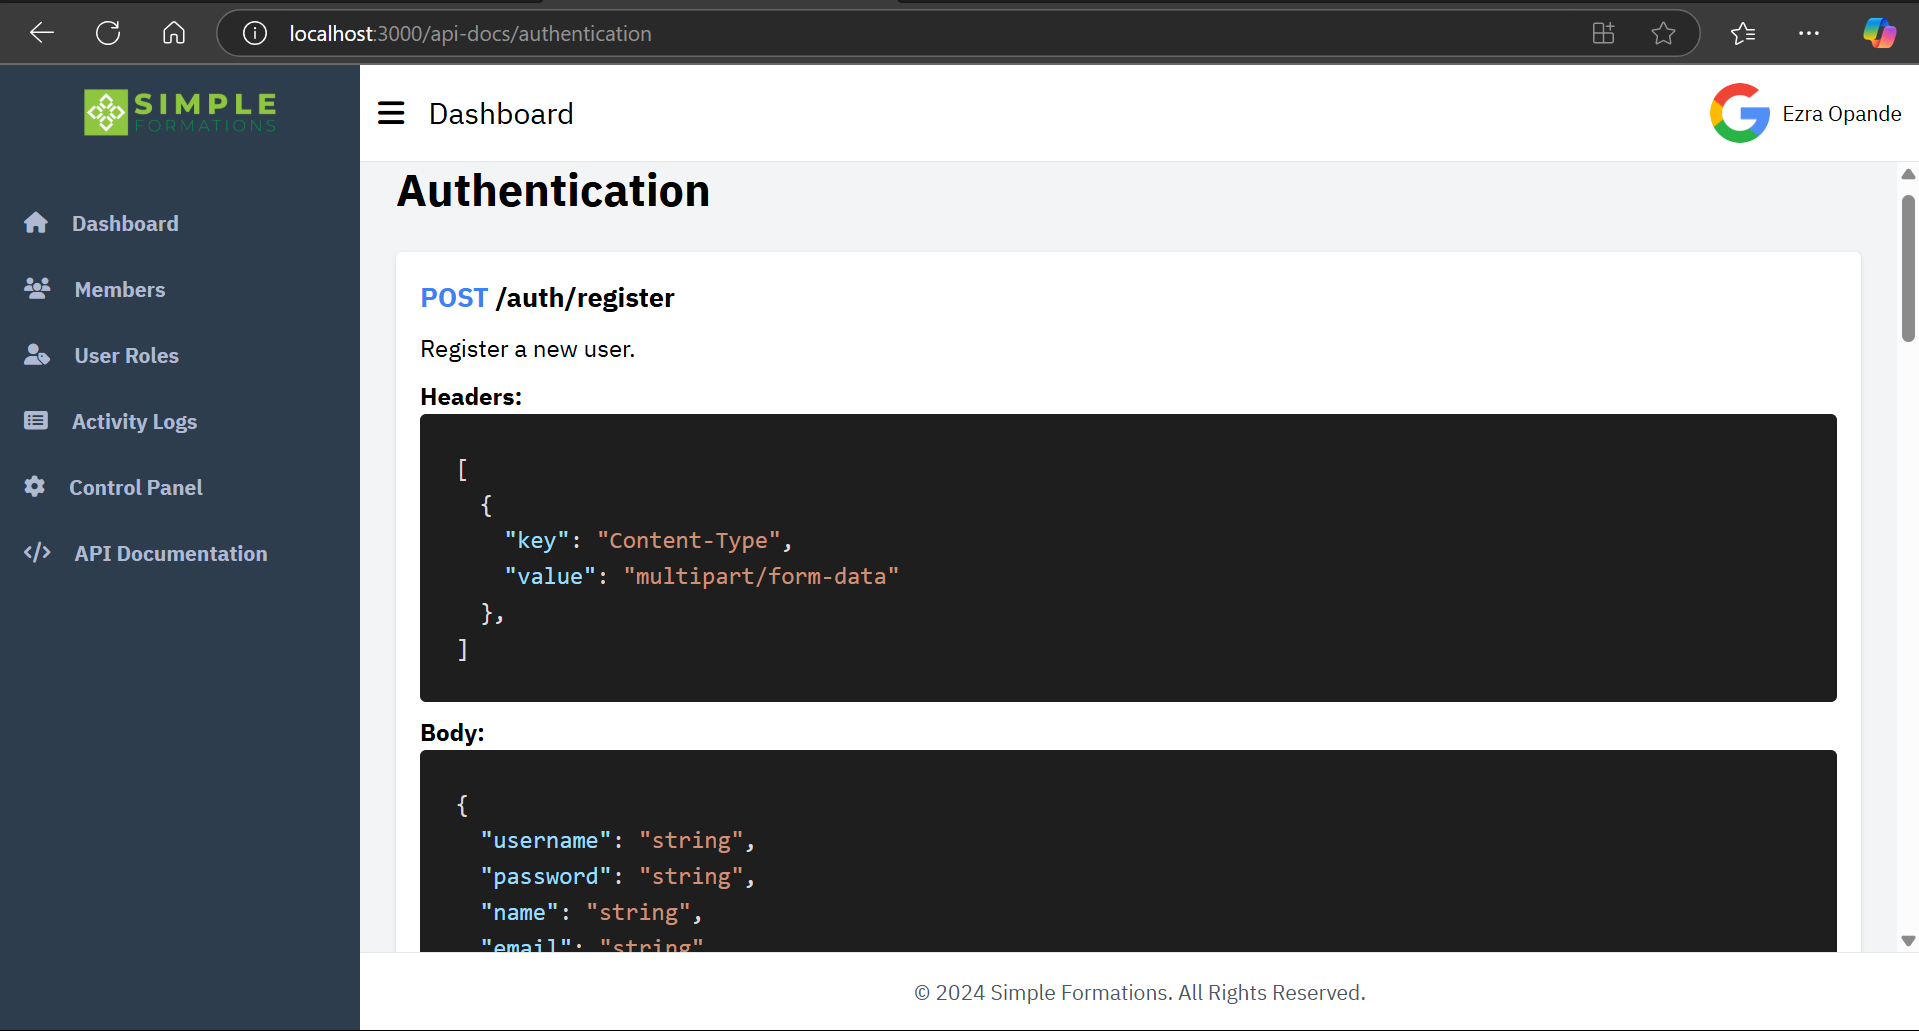 localhost:3000/api-docs/authentication
SIMPLE
FORMATIONS
Dashboard
Members
User Roles
Activity Logs
Control Panel
API Documentation
Dashboard
Ezra Opande
Authentication
POST /auth/register
Register a new user.
Headers:
[
{
"key": "Content-Type",
"value": "multipart/form-data"
},
]
Body:
{
"username": "string",
"password": "string",
"name": "string",
"email": "string"
© 2024 Simple Formations. All Rights Reserved.